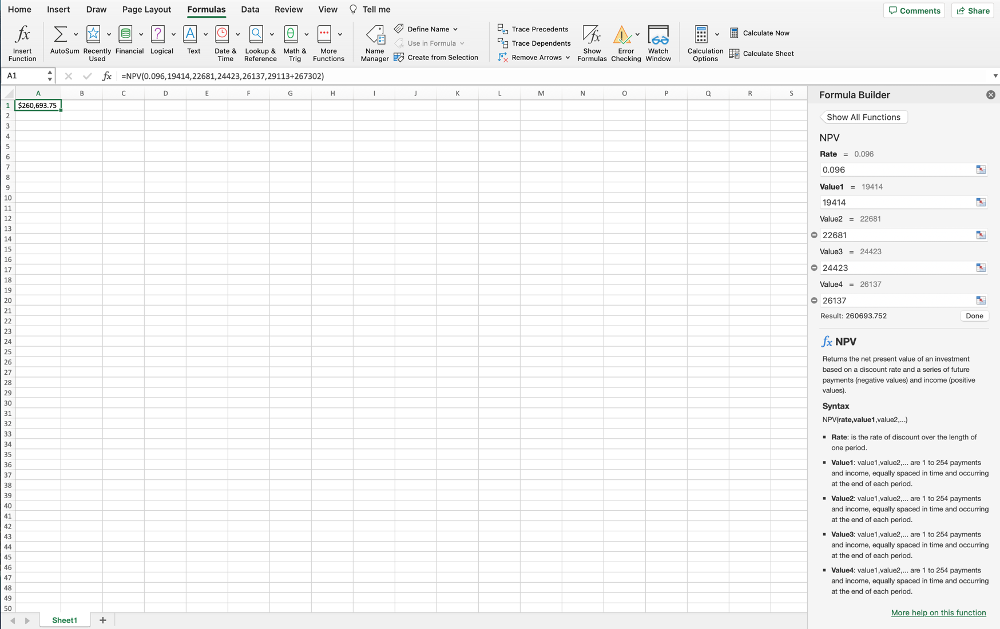 Home Insert Draw Page Layout Formulas Data Review View Tell me Comments Share
Insert Function
AutoSum
Recently Used
Financial
Logical
Text
Date & Time
Lookup & Reference
Math & Trig
More Functions
Name Manager
Define Name
Use in Formula
Create from Selection
Trace Precedents
Trace Dependents
Remove Arrows
Show Formulas
Error Checking
Watch Window
Calculation Options
Calculate Now
Calculate Sheet
A1 fx =NPV(0.096,19414,22681,24423,26137,29113+267302)
A B C D E F G H I J K L M N O P Q R S
1 $260,693.75
2
3
4
5
6
7
8
9
10
11
12
13
14
15
16
17
18
19
20
21
22
23
24
25
26
27
28
29
30
31
32
33
34
35
36
37
38
39
40
41
42
43
44
45
46
47
48
49
50
Sheet1 +
Formula Builder
Show All Functions
NPV
Rate = 0.096
0.096
Value1 = 19414
19414
Value2 = 22681
22681
Value3 = 24423
24423
Value4 = 26137
26137
Result: 260693.752 Done
fx NPV
Returns the net present value of an investment
based on a discount rate and a series of future
payments (negative values) and income (positive
values).
Syntax
NPV(rate,value1,value2,...)
▪ Rate: is the rate of discount over the length of
one period.
▪ Value1: value1,value2,... are 1 to 254 payments
and income, equally spaced in time and occurring
at the end of each period.
▪ Value2: value1,value2,... are 1 to 254 payments
and income, equally spaced in time and occurring
at the end of each period.
▪ Value3: value1,value2,... are 1 to 254 payments
and income, equally spaced in time and occurring
at the end of each period.
▪ Value4: value1,value2,... are 1 to 254 payments
and income, equally spaced in time and occurring
at the end of each period.
More help on this function